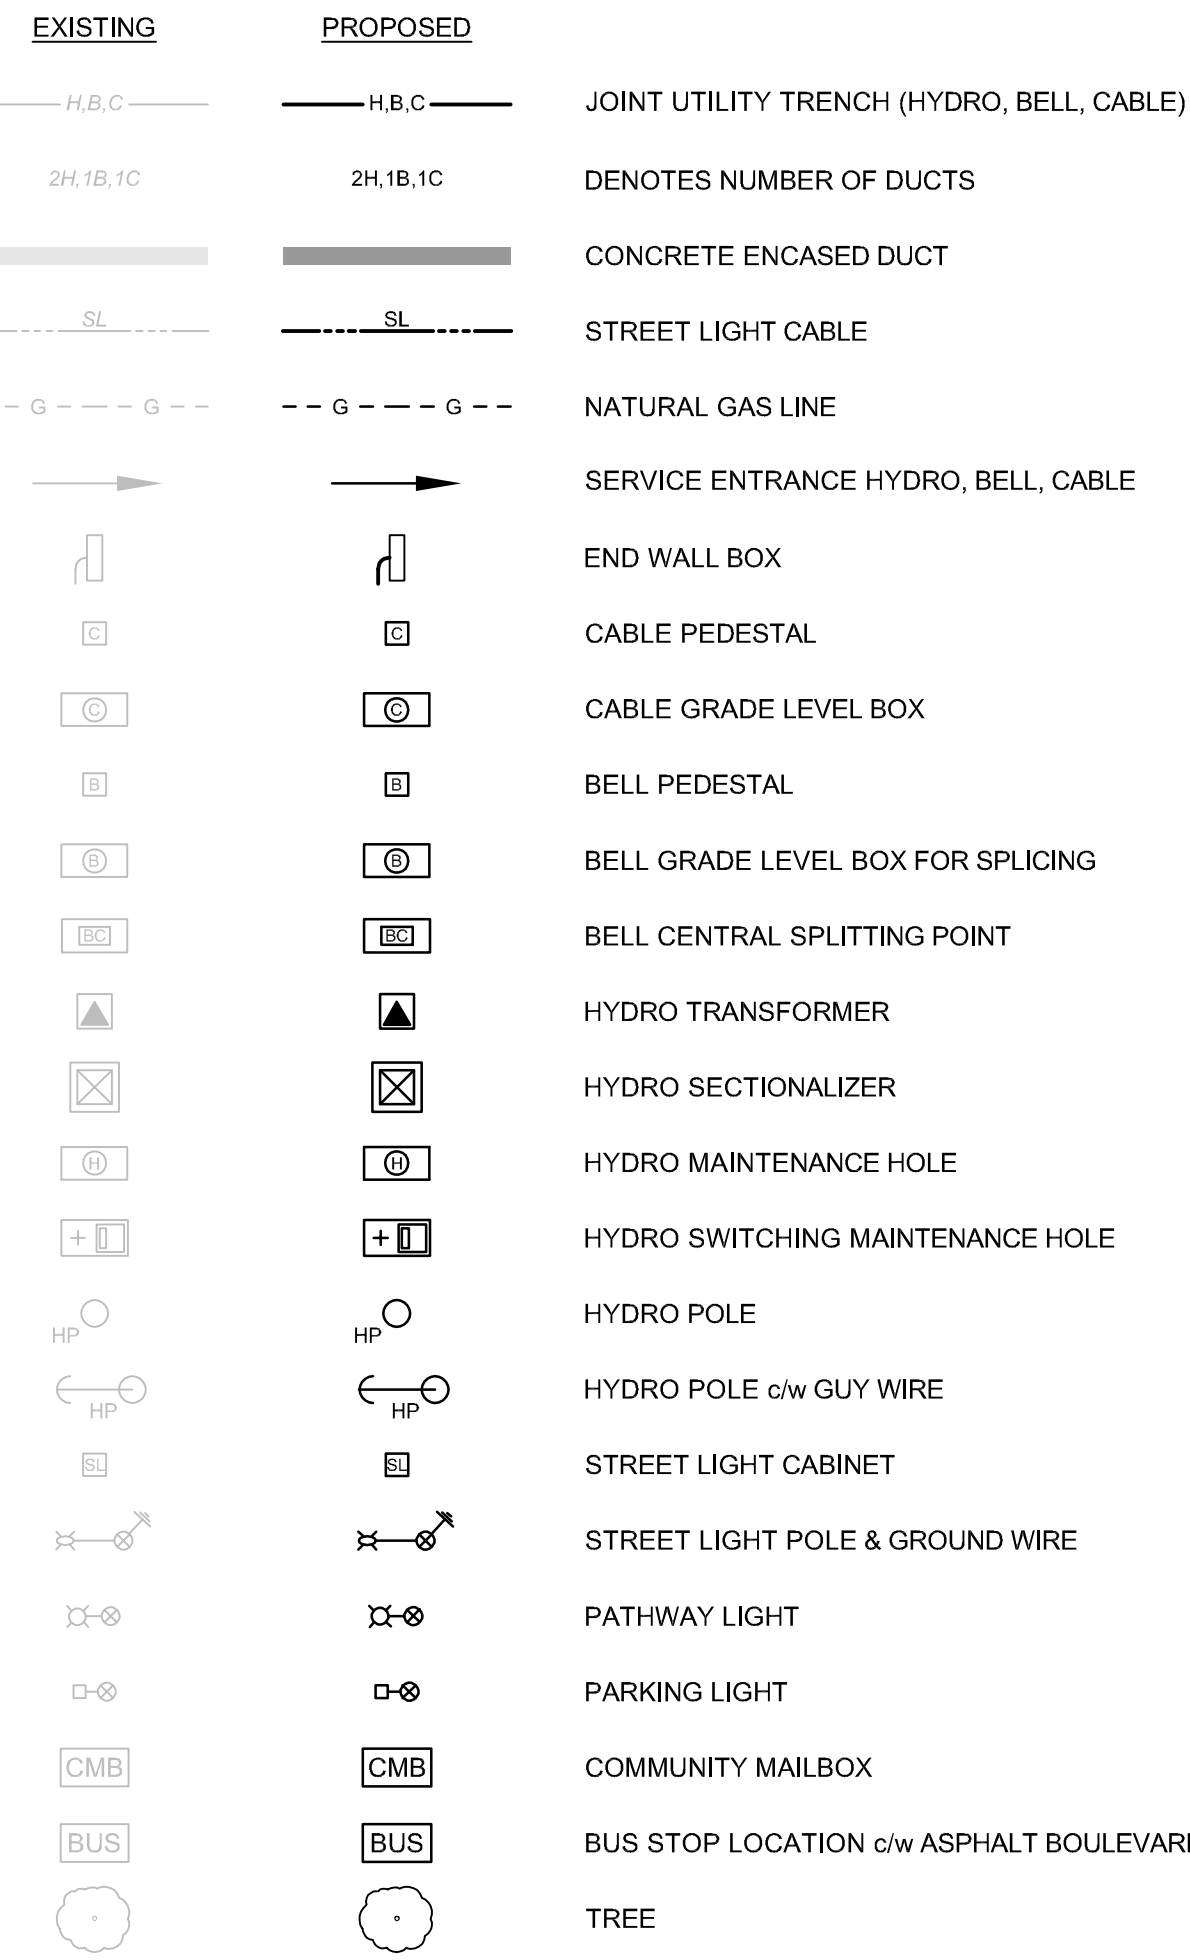 EXISTING PROPOSED
H,B,C H,B,C JOINT UTILITY TRENCH (HYDRO, BELL, CABLE)
2H,1B,1C 2H,1B,1C DENOTES NUMBER OF DUCTS
CONCRETE ENCASED DUCT
SL SL STREET LIGHT CABLE
G G G G NATURAL GAS LINE
SERVICE ENTRANCE HYDRO, BELL, CABLE
END WALL BOX
C C CABLE PEDESTAL
C C CABLE GRADE LEVEL BOX
B B BELL PEDESTAL
B B BELL GRADE LEVEL BOX FOR SPLICING
BC BC BELL CENTRAL SPLITTING POINT
HYDRO TRANSFORMER
HYDRO SECTIONALIZER
H H HYDRO MAINTENANCE HOLE
+ + HYDRO SWITCHING MAINTENANCE HOLE
HP HP HYDRO POLE
HP HP HYDRO POLE c/w GUY WIRE
SL SL STREET LIGHT CABINET
STREET LIGHT POLE & GROUND WIRE
PATHWAY LIGHT
PARKING LIGHT
CMB CMB COMMUNITY MAILBOX
BUS BUS BUS STOP LOCATION c/w ASPHALT
TREE